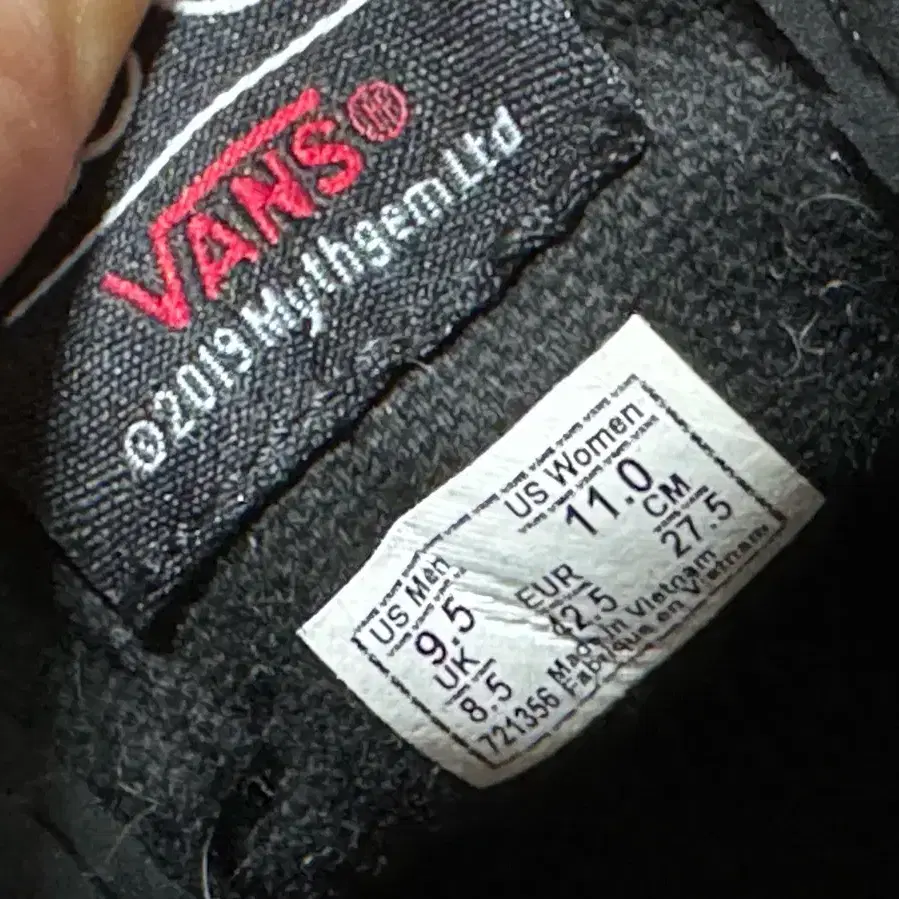 VANS®
©2019 Mythgem Ltd
US Men
9.5
US Women
11.0
UK
8.5
EUR
42.5
CM
27.5
721356 Made In Vietnam
Fabriqua en Vietnam